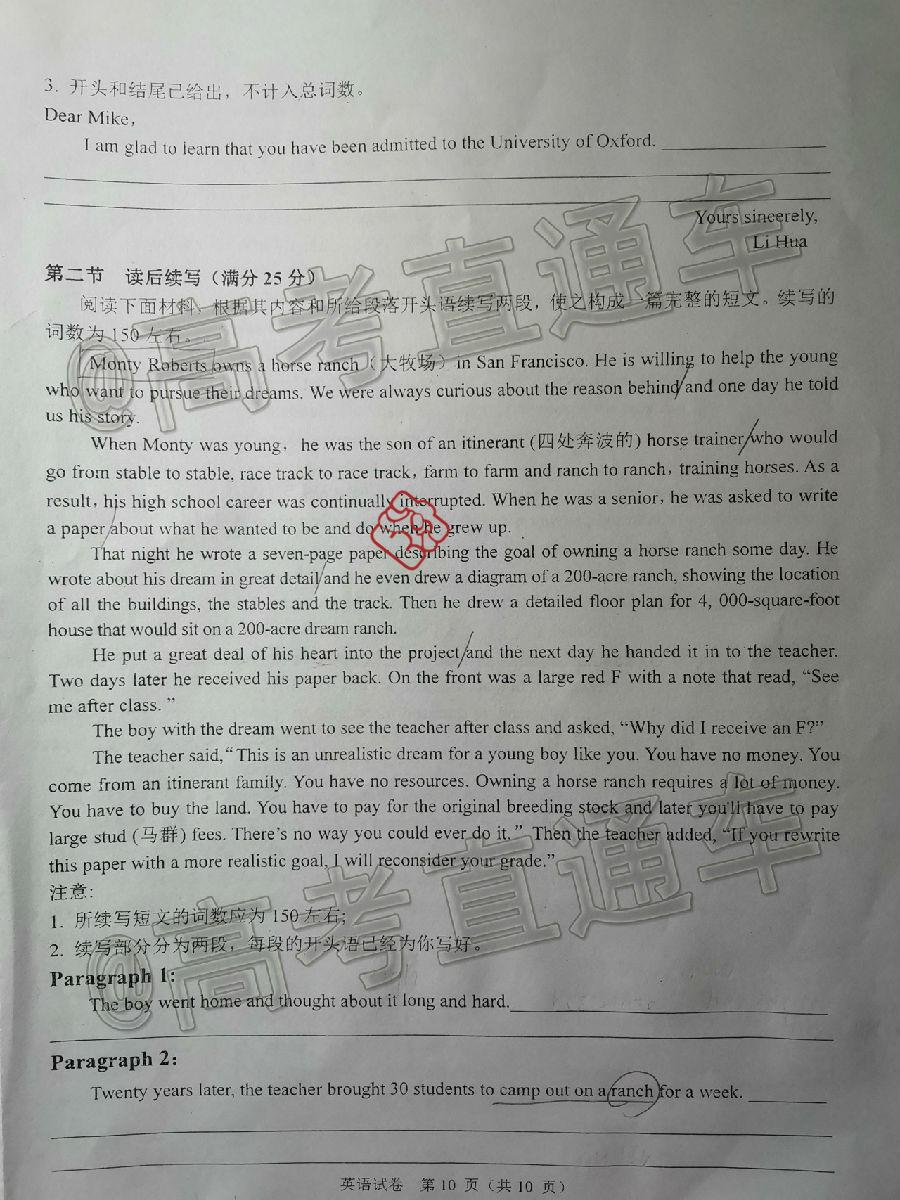 3. 开头和结尾已给出，不计入总词数。
Dear Mike,
I am glad to learn that you have been admitted to the University of Oxford.
Yours sincerely,
Li Hua
第二节 读后续写（满分 25 分）
阅读下面材料，根据其内容和所给段落开头语续写两段，使之构成一篇完整的短文。续写的
词数为 150 左右。
Monty Roberts owns a horse ranch（大牧场）in San Francisco. He is willing to help the young
who want to pursue their dreams. We were always curious about the reason behind and one day he told
us his story.
When Monty was young, he was the son of an itinerant (四处奔波的) horse trainer who would
go from stable to stable, race track to race track, farm to farm and ranch to ranch, training horses. As a
result, his high school career was continually interrupted. When he was a senior, he was asked to write
a paper about what he wanted to be and do when he grew up.
That night he wrote a seven-page paper describing the goal of owning a horse ranch some day. He
wrote about his dream in great detail and he even drew a diagram of a 200-acre ranch, showing the location
of all the buildings, the stables and the track. Then he drew a detailed floor plan for 4, 000-square-foot
house that would sit on a 200-acre dream ranch.
He put a great deal of his heart into the project and the next day he handed it in to the teacher.
Two days later he received his paper back. On the front was a large red F with a note that read, “See
me after class. ”
The boy with the dream went to see the teacher after class and asked, “Why did I receive an F?”
The teacher said,“This is an unrealistic dream for a young boy like you. You have no money. You
come from an itinerant family. You have no resources. Owning a horse ranch requires a lot of money.
You have to buy the land. You have to pay for the original breeding stock and later you'll have to pay
large stud (马群) fees. There’s no way you could ever do it.” Then the teacher added, “If you rewrite
this paper with a more realistic goal, I will reconsider your grade.”
注意:
1. 所续写短文的词数应为 150 左右;
2. 续写部分分为两段，每段的开头语已经为你写好。
Paragraph 1:
The boy went home and thought about it long and hard.
Paragraph 2:
Twenty years later, the teacher brought 30 students to camp out on a ranch for a week.
英语试卷 第 10 页（共 10 页）
@高考直通车
@高考直通车